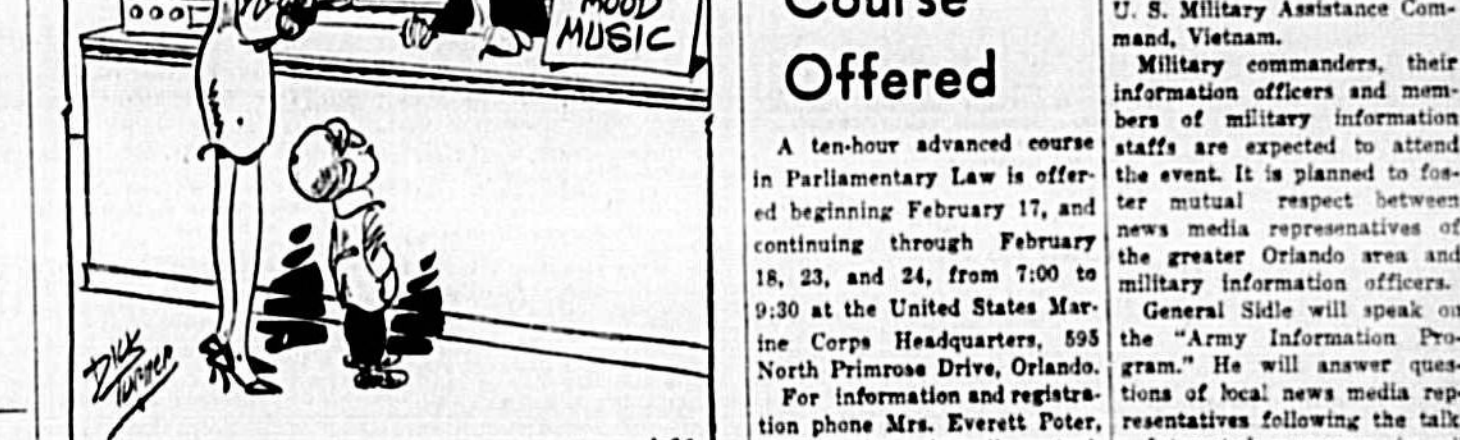 MOOD
MUSIC
DICK
TURNER
Course
Offered
A ten-hour advanced course
in Parliamentary Law is offer-
ed beginning February 17, and
continuing through February
18, 23, and 24, from 7:00 to
9:30 at the United States Mar-
ine Corps Headquarters, 595
North Primrose Drive, Orlando.
For information and registra-
tion phone Mrs. Everett Poter,
U. S. Military Assistance Com-
mand, Vietnam.
Military commanders, their
information officers and mem-
bers of military information
staffs are expected to attend
the event. It is planned to fos-
ter mutual respect between
news media represenatives of
the greater Orlando area and
military information officers.
General Sidle will speak on
the "Army Information Pro-
gram." He will answer ques-
tions of local news media rep-
resentatives following the talk